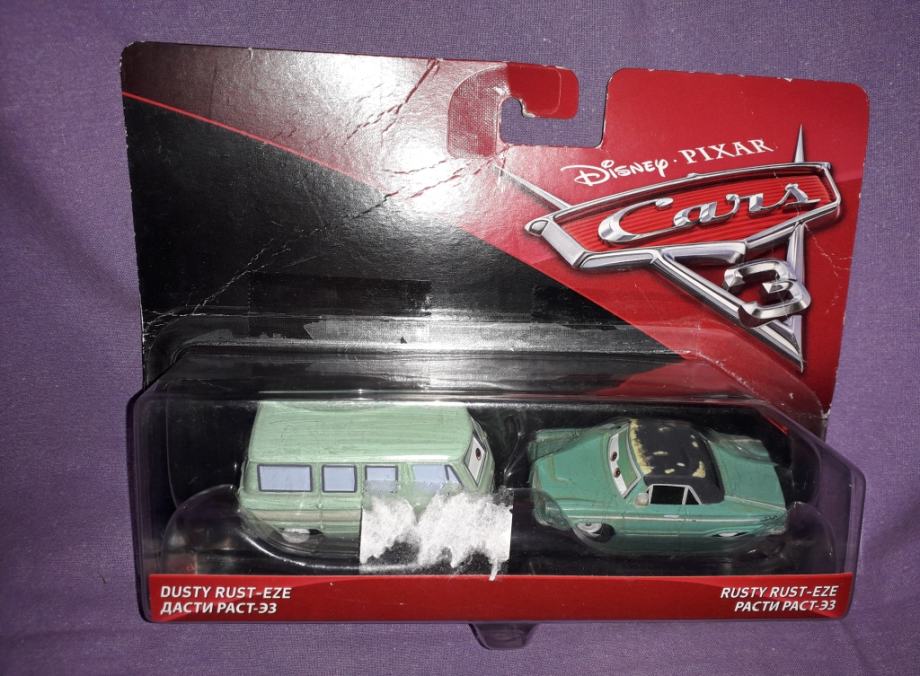 DISNEY · PIXAR
Cars
3
DUSTY RUST-EZE
ДАСТИ РАСТ-ЭЗ
RUSTY RUST-EZE
РАСТИ РАСТ-ЭЗ